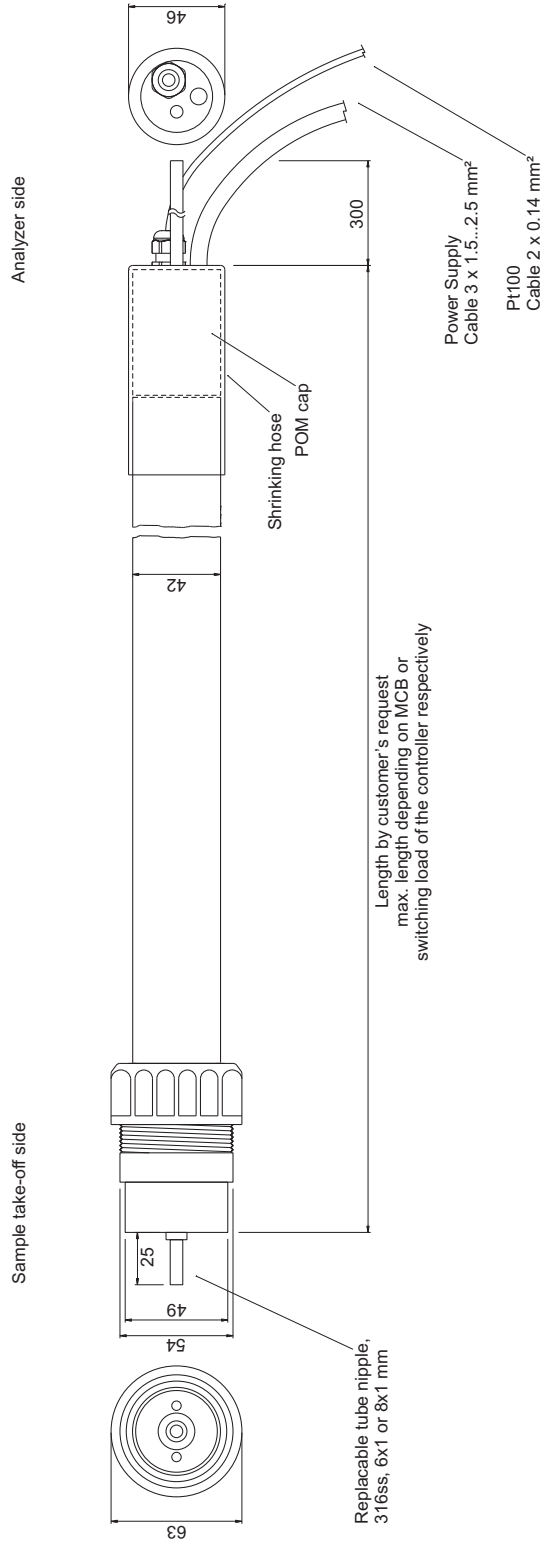 Sample take-off side
Analyzer side
63
54
49
25
42
46
300
Replacable tube nipple,
316ss, 6x1 or 8x1 mm
Length by customer's request
max. length depending on MCB or
switching load of the controller respectively
Shrinking hose
POM cap
Power Supply
Cable 3 x 1.5...2.5 mm²
Pt100
Cable 2 x 0.14 mm²